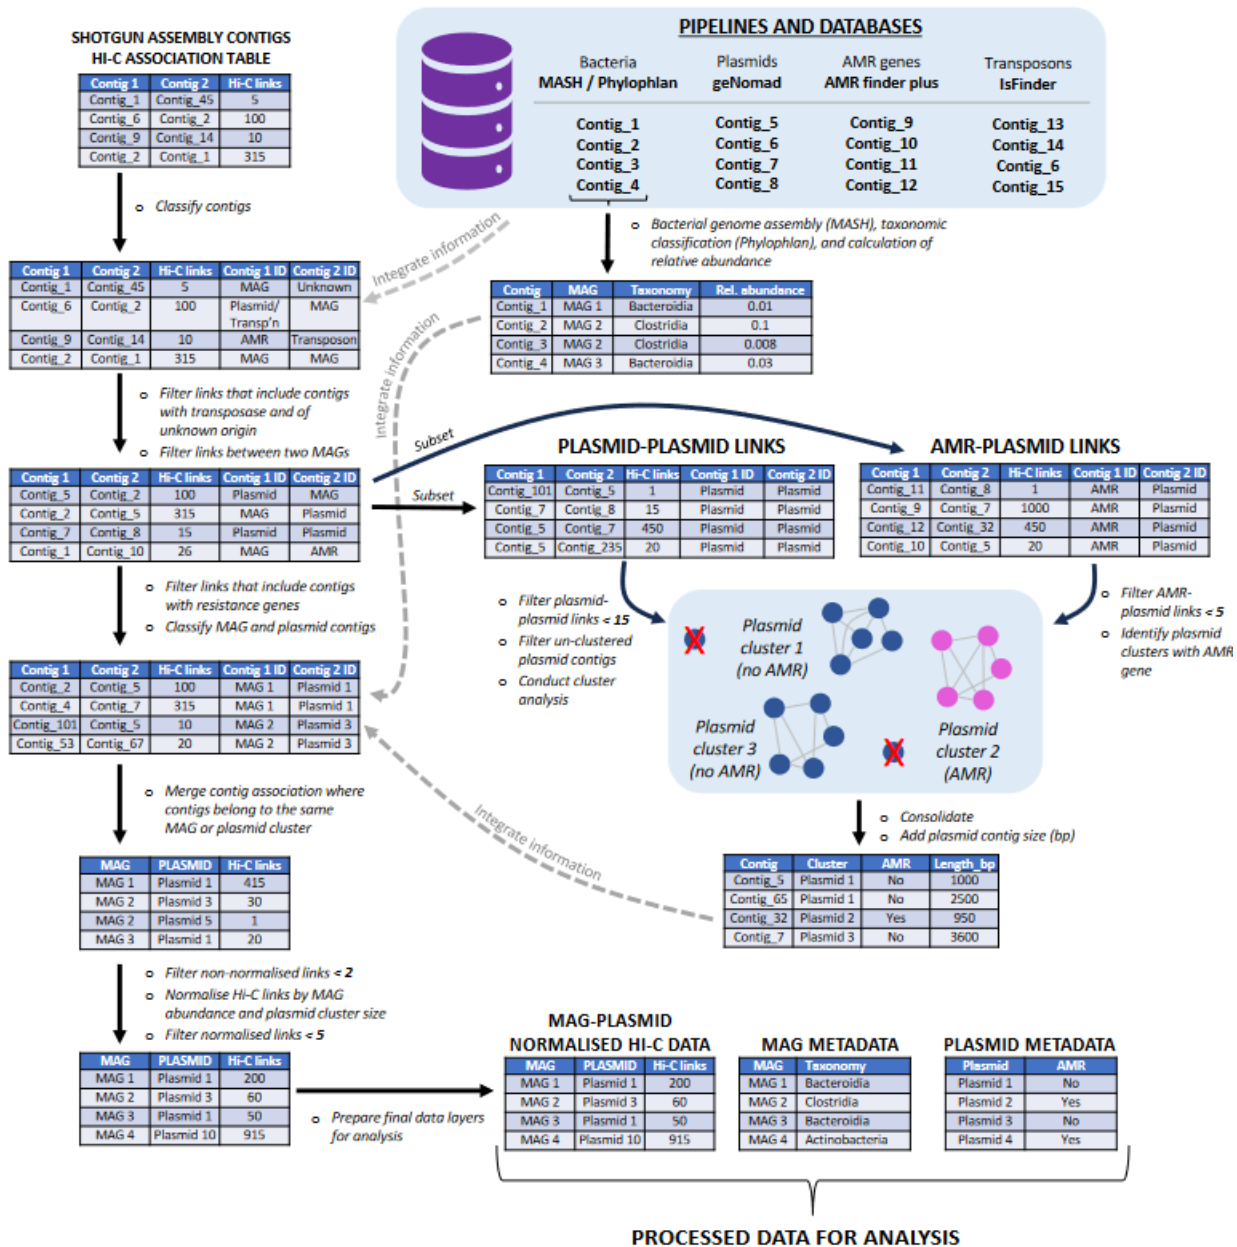 SHOTGUN ASSEMBLY CONTIGS
HI-C ASSOCIATION TABLE
Contig 1 Contig 2 Hi-C links
Contig_1 Contig_45 5
Contig_6 Contig_2 100
Contig_9 Contig_14 10
Contig_2 Contig_1 315
o Classify contigs
PIPELINES AND DATABASES
Bacteria Plasmids AMR genes Transposons
MASH / Phylophlan geNomad AMR finder plus IsFinder
Contig_1 Contig_5 Contig_9 Contig_13
Contig_2 Contig_6 Contig_10 Contig_14
Contig_3 Contig_7 Contig_11 Contig_6
Contig_4 Contig_8 Contig_12 Contig_15
Integrate information
o Bacterial genome assembly (MASH), taxonomic
classification (Phylophlan), and calculation of
relative abundance
Contig 1 Contig 2 Hi-C links Contig 1 ID Contig 2 ID
Contig_1 Contig_45 5 MAG Unknown
Contig_6 Contig_2 100 Plasmid/ MAG
Transp'n
Contig_9 Contig_14 10 AMR Transposon
Contig_2 Contig_1 315 MAG MAG
Contig MAG Taxonomy Rel. abundance
Contig_1 MAG 1 Bacteroidia 0.01
Contig_2 MAG 2 Clostridia 0.1
Contig_3 MAG 2 Clostridia 0.008
Contig_4 MAG 3 Bacteroidia 0.03
Integrate information
o Filter links that include contigs
with transposase and of
unknown origin
o Filter links between two MAGs
Subset
Subset
Contig 1 Contig 2 Hi-C links Contig 1 ID Contig 2 ID
Contig_5 Contig_2 100 Plasmid MAG
Contig_2 Contig_5 315 MAG Plasmid
Contig_7 Contig_8 15 Plasmid Plasmid
Contig_1 Contig_10 26 MAG AMR
PLASMID-PLASMID LINKS
Contig 1 Contig 2 Hi-C links Contig 1 ID Contig 2 ID
Contig_101 Contig_5 1 Plasmid Plasmid
Contig_7 Contig_8 15 Plasmid Plasmid
Contig_5 Contig_7 450 Plasmid Plasmid
Contig_5 Contig_235 20 Plasmid Plasmid
AMR-PLASMID LINKS
Contig 1 Contig 2 Hi-C links Contig 1 ID Contig 2 ID
Contig_11 Contig_8 1 AMR Plasmid
Contig_9 Contig_7 1000 AMR Plasmid
Contig_12 Contig_32 450 AMR Plasmid
Contig_10 Contig_5 20 AMR Plasmid
o Filter links that include contigs
with resistance genes
o Classify MAG and plasmid contigs
o Filter plasmid-
plasmid links < 15
o Filter un-clustered
plasmid contigs
o Conduct cluster
analysis
Plasmid
cluster 1
(no AMR)
Plasmid
cluster 3
(no AMR)
Plasmid
cluster 2
(AMR)
o Filter AMR-
plasmid links < 5
o Identify plasmid
clusters with AMR
gene
Contig 1 Contig 2 Hi-C links Contig 1 ID Contig 2 ID
Contig_2 Contig_5 100 MAG 1 Plasmid 1
Contig_4 Contig_7 315 MAG 1 Plasmid 1
Contig_101 Contig_5 10 MAG 2 Plasmid 3
Contig_53 Contig_67 20 MAG 2 Plasmid 3
o Merge contig association where
contigs belong to the same
MAG or plasmid cluster
Integrate information
o Consolidate
o Add plasmid contig size (bp)
Contig Cluster AMR Length_bp
Contig_5 Plasmid 1 No 1000
Contig_65 Plasmid 1 No 2500
Contig_32 Plasmid 2 Yes 950
Contig_7 Plasmid 3 No 3600
MAG PLASMID Hi-C links
MAG 1 Plasmid 1 415
MAG 2 Plasmid 3 30
MAG 2 Plasmid 5 1
MAG 3 Plasmid 1 20
o Filter non-normalised links < 2
o Normalise Hi-C links by MAG
abundance and plasmid cluster size
o Filter normalised links < 5
MAG PLASMID Hi-C links
MAG 1 Plasmid 1 200
MAG 2 Plasmid 3 60
MAG 3 Plasmid 1 50
MAG 4 Plasmid 10 915
o Prepare final data layers
for analysis
MAG-PLASMID
NORMALISED HI-C DATA
MAG PLASMID Hi-C links
MAG 1 Plasmid 1 200
MAG 2 Plasmid 3 60
MAG 3 Plasmid 1 50
MAG 4 Plasmid 10 915
MAG METADATA
MAG Taxonomy
MAG 1 Bacteroidia
MAG 2 Clostridia
MAG 3 Bacteroidia
MAG 4 Actinobacteria
PLASMID METADATA
Plasmid AMR
Plasmid 1 No
Plasmid 2 Yes
Plasmid 3 No
Plasmid 4 Yes
PROCESSED DATA FOR ANALYSIS